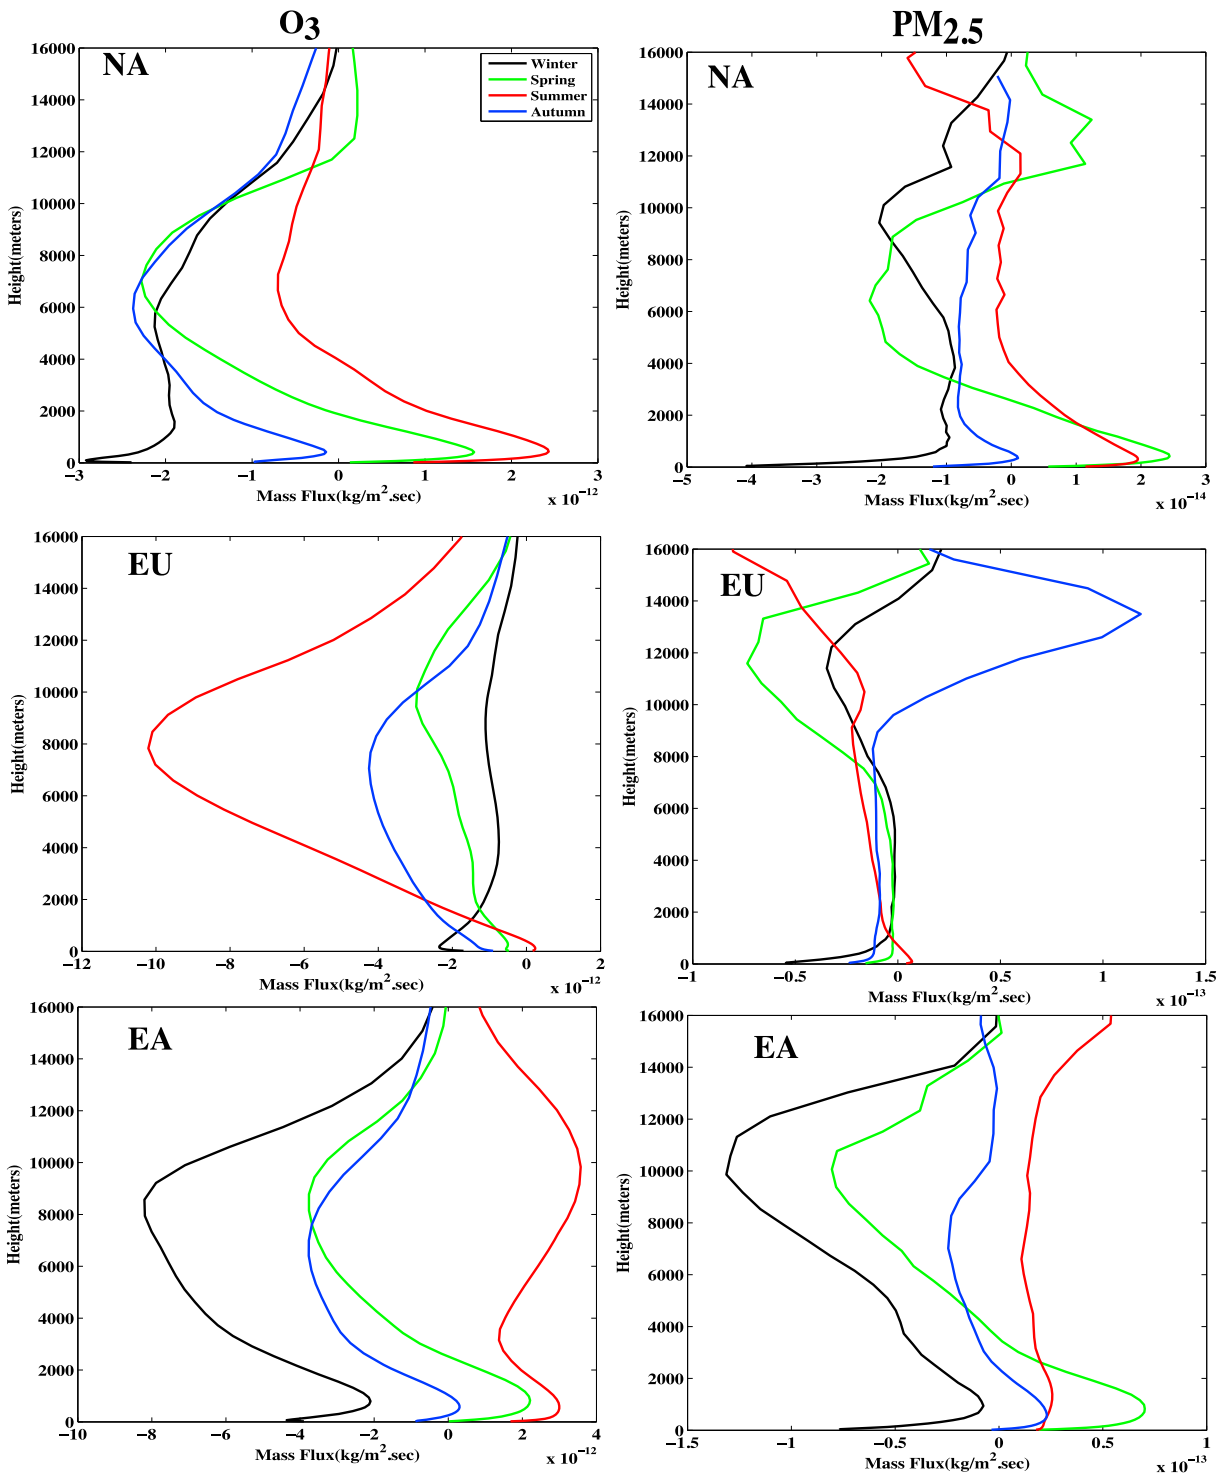 O3
PM2.5
NA
Winter
Spring
Summer
Autumn
16000
14000
12000
10000
8000
6000
4000
2000
0
Height(meters)
−3 −2 −1 0 1 2 3
Mass Flux(kg/m2.sec)
x 10−12
NA
16000
14000
12000
10000
8000
6000
4000
2000
0
Height(meters)
−5 −4 −3 −2 −1 0 1 2 3
Mass Flux(kg/m2.sec)
x 10−14
EU
16000
14000
12000
10000
8000
6000
4000
2000
0
Height(meters)
−12 −10 −8 −6 −4 −2 0 2
Mass Flux(kg/m2.sec)
x 10−12
EU
16000
14000
12000
10000
8000
6000
4000
2000
0
Height(meters)
−1 −0.5 0 0.5 1 1.5
Mass Flux(kg/m2.sec)
x 10−13
EA
16000
14000
12000
10000
8000
6000
4000
2000
0
Height(meters)
−10 −8 −6 −4 −2 0 2 4
Mass Flux(kg/m2.sec)
x 10−12
EA
16000
14000
12000
10000
8000
6000
4000
2000
0
Height(meters)
−1.5 −1 −0.5 0 0.5 1
Mass Flux(kg/m2.sec)
x 10−13